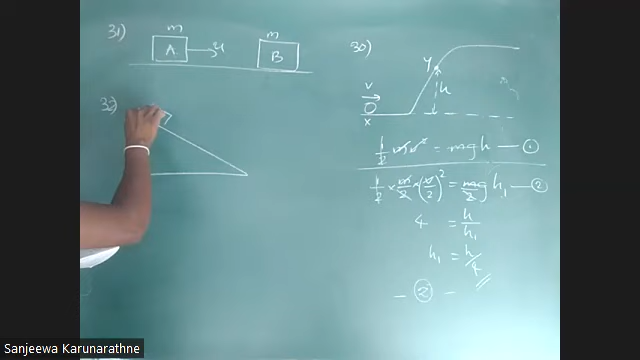 31)
m
A → u
m
B
32)
30)
y
h
v
→
x
1/2 mv² = mgh — ①
1/2 × m/2 × (v/2)² = m/2 g h₁ — ②
4 = h/h₁
h₁ = h/4
- ② -
Sanjeewa Karunarathne